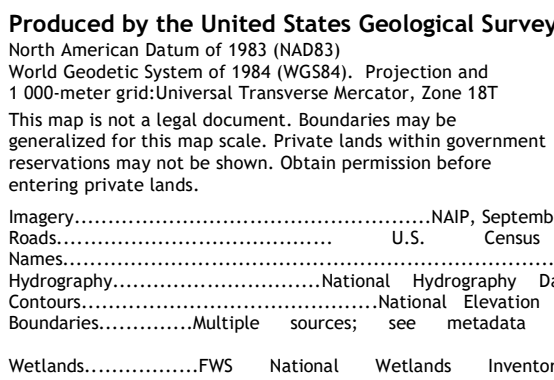 Produced by the United States Geological Survey
North American Datum of 1983 (NAD83)
World Geodetic System of 1984 (WGS84).  Projection and
1 000-meter grid:Universal Transverse Mercator, Zone 18T
This map is not a legal document. Boundaries may be
generalized for this map scale. Private lands within government
reservations may not be shown. Obtain permission before
entering private lands.
Imagery....................................................NAIP,
Roads......................................... U.S. Census
Names.........................................................................
Hydrography...............................National Hydrography
Contours............................................National Elevation
Boundaries..............Multiple sources; see metadata
Wetlands.................FWS National Wetlands